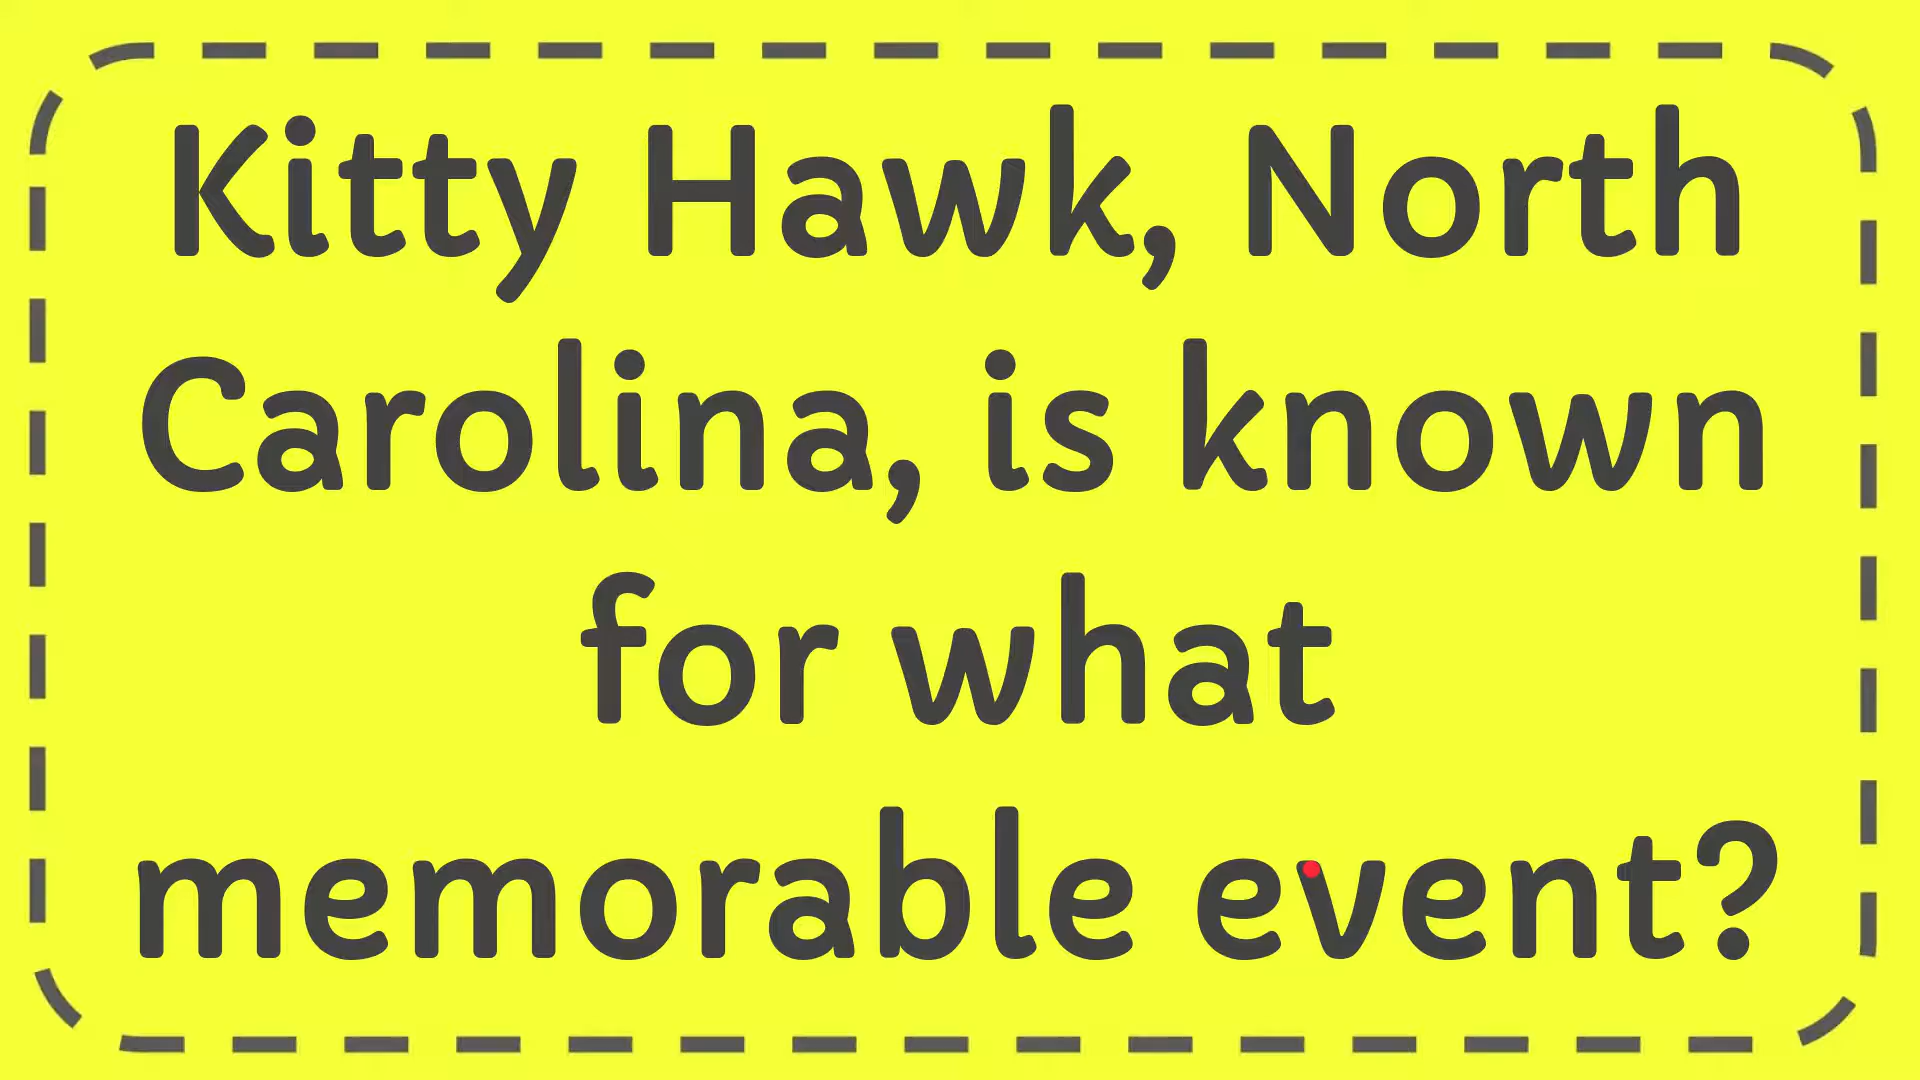 Kitty Hawk, North
Carolina, is known
for what
memorable event?